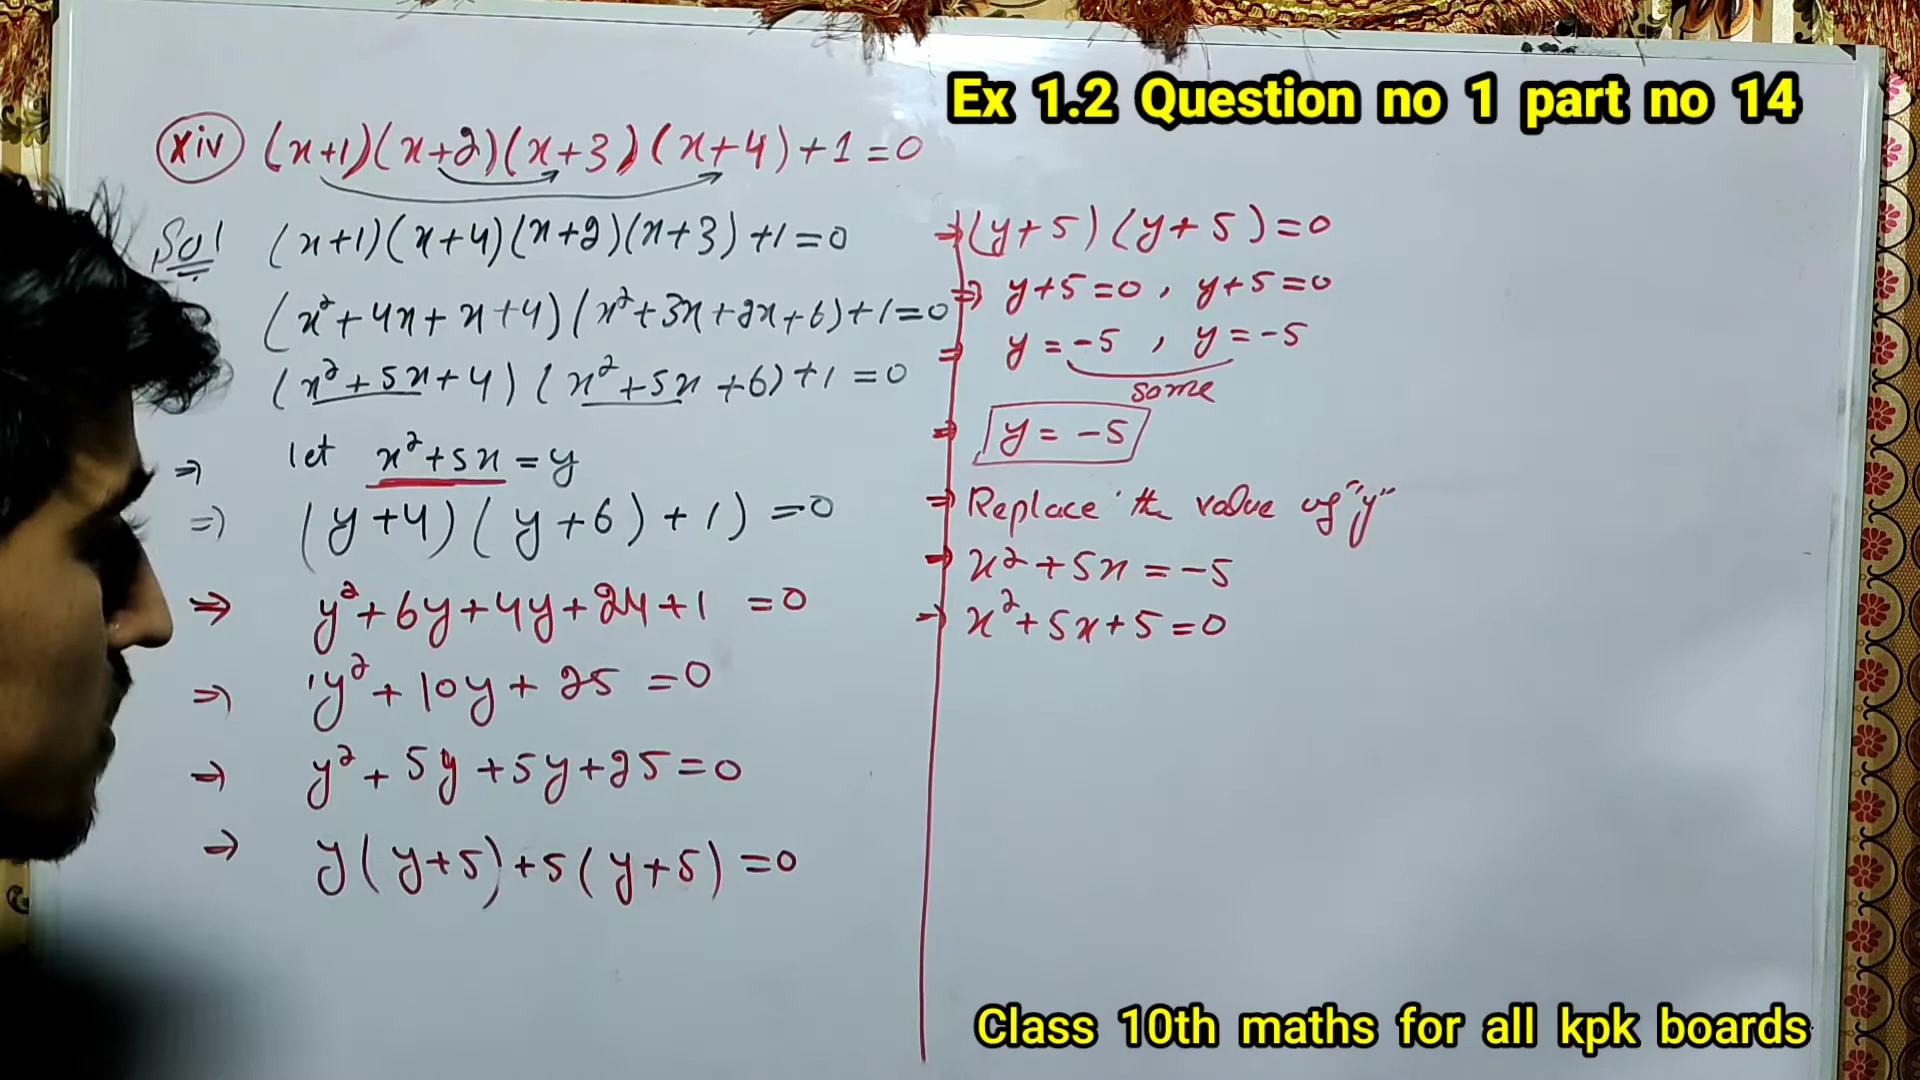 Ex 1.2 Question no 1 part no 14
xiv (x+1)(x+2)(x+3)(x+4)+1=0
Sol (x+1)(x+4)(x+2)(x+3)+1=0
(x²+4x+x+4)(x²+3x+2x+6)+1=0
(x²+5x+4)(x²+5x+6)+1=0
⇒ let x²+5x=y
⇒ (y+4)(y+6)+1)=0
⇒ y²+6y+4y+24+1=0
⇒ y²+10y+25=0
⇒ y²+5y+5y+25=0
⇒ y(y+5)+5(y+5)=0
⇒ (y+5)(y+5)=0
⇒ y+5=0, y+5=0
⇒ y=-5, y=-5
same
⇒ y=-5
⇒ Replace the value of "y"
⇒ x²+5x=-5
⇒ x²+5x+5=0
Class 10th maths for all kpk boards